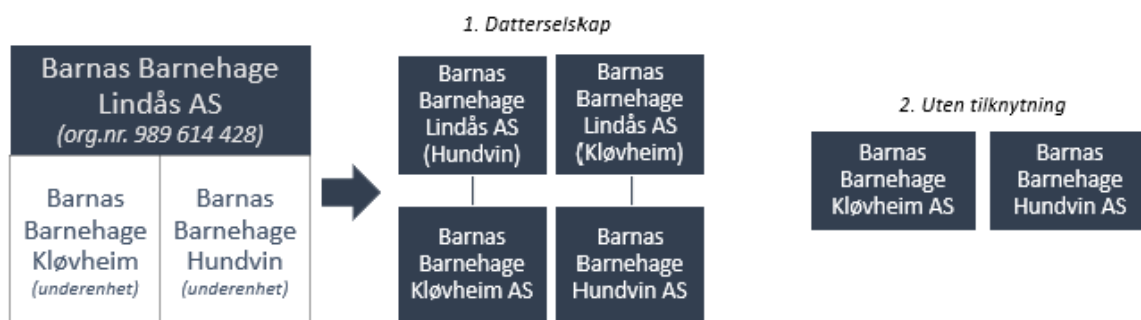 1. Datterselskap
Barnas Barnehage
Lindås AS
(org.nr. 989 614 428)
Barnas
Barnehage
Kløvheim
(underenhet)
Barnas
Barnehage
Hundvin
(underenhet)
Barnas
Barnehage
Lindås AS
(Hundvin)
Barnas
Barnehage
Lindås AS
(Kløvheim)
Barnas
Barnehage
Kløvheim AS
Barnas
Barnehage
Hundvin AS
2. Uten tilknytning
Barnas
Barnehage
Kløvheim AS
Barnas
Barnehage
Hundvin AS